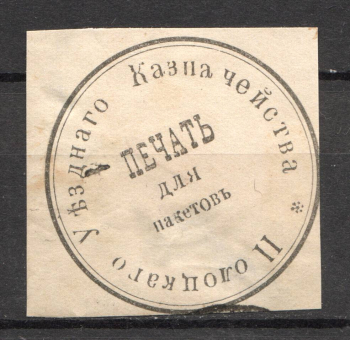 Полоцкаго Уѣзднаго Казначейства *
ПЕЧАТЬ
для
пакетовъ